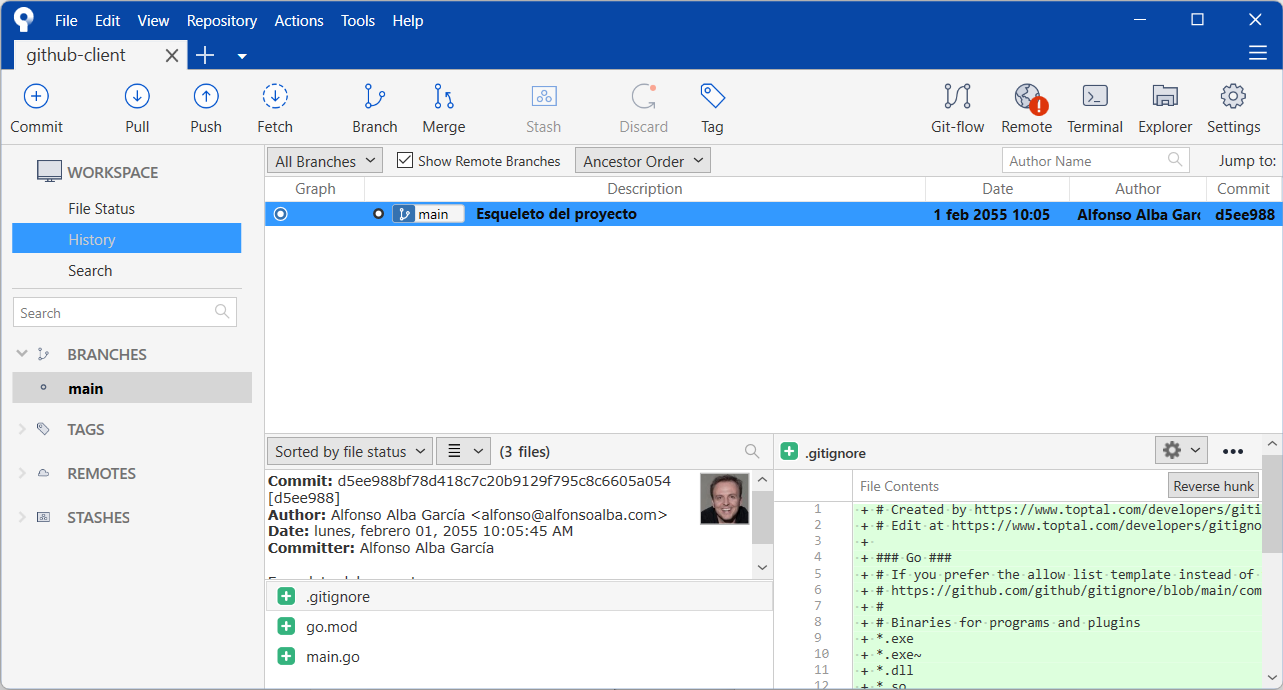 File Edit View Repository Actions Tools Help
github-client
Commit Pull Push Fetch Branch Merge Stash Discard Tag Git-flow Remote Terminal Explorer Settings
WORKSPACE
File Status
History
Search
Search
BRANCHES
main
TAGS
REMOTES
STASHES
All Branches Show Remote Branches Ancestor Order Author Name Jump to:
Graph Description Date Author Commit
main Esqueleto del proyecto 1 feb 2055 10:05 Alfonso Alba Garc d5ee988
Sorted by file status (3 files)
Commit: d5ee988bf78d418c7c20b9129f795c8c6605a054
[d5ee988]
Author: Alfonso Alba García <alfonso@alfonsoalba.com>
Date: lunes, febrero 01, 2055 10:05:45 AM
Committer: Alfonso Alba García
.gitignore
go.mod
main.go
.gitignore
File Contents Reverse hunk
1 + # Created by https://www.toptal.com/developers/giti
2 + # Edit at https://www.toptal.com/developers/gitigno
3 +
4 + ### Go ###
5 + # If you prefer the allow list template instead of
6 + # https://github.com/github/gitignore/blob/main/com
7 + #
8 + # Binaries for programs and plugins
9 + *.exe
10 + *.exe~
11 + *.dll
12 + *.so